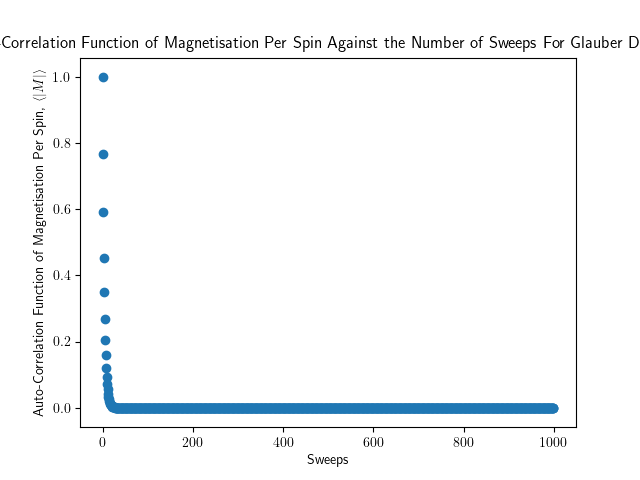 -Correlation Function of Magnetisation Per Spin Against the Number of Sweeps For Glauber D
Auto-Correlation Function of Magnetisation Per Spin, ⟨|M|⟩
1.0
0.8
0.6
0.4
0.2
0.0
0 200 400 600 800 1000
Sweeps